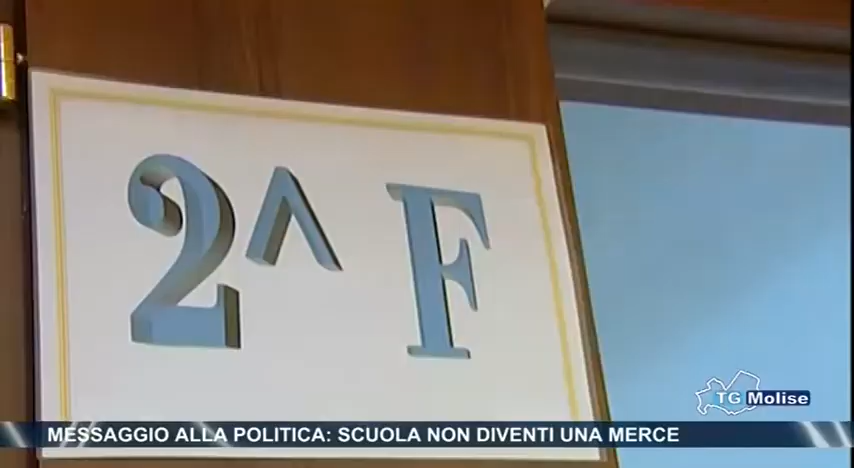 2^ F
TG Molise
MESSAGGIO ALLA POLITICA: SCUOLA NON DIVENTI UNA MERCE